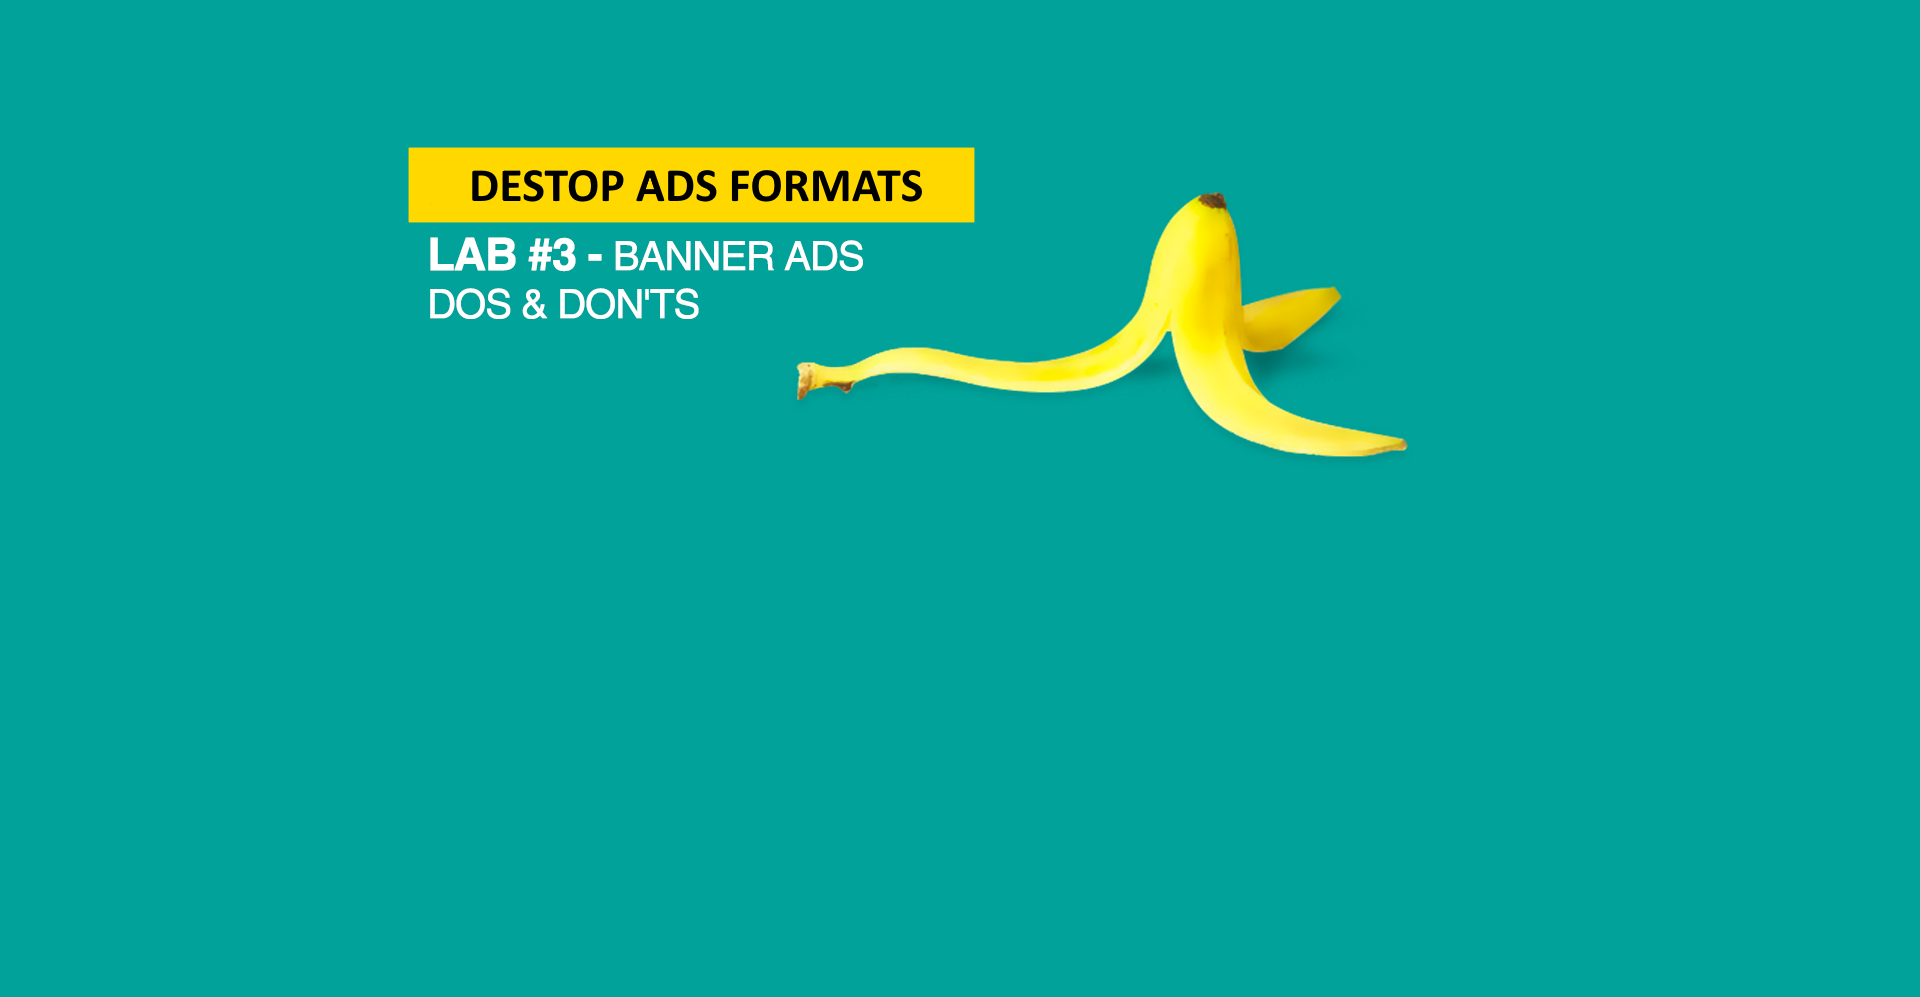 DESTOP ADS FORMATS
LAB #3 - BANNER ADS
DOS & DON'TS